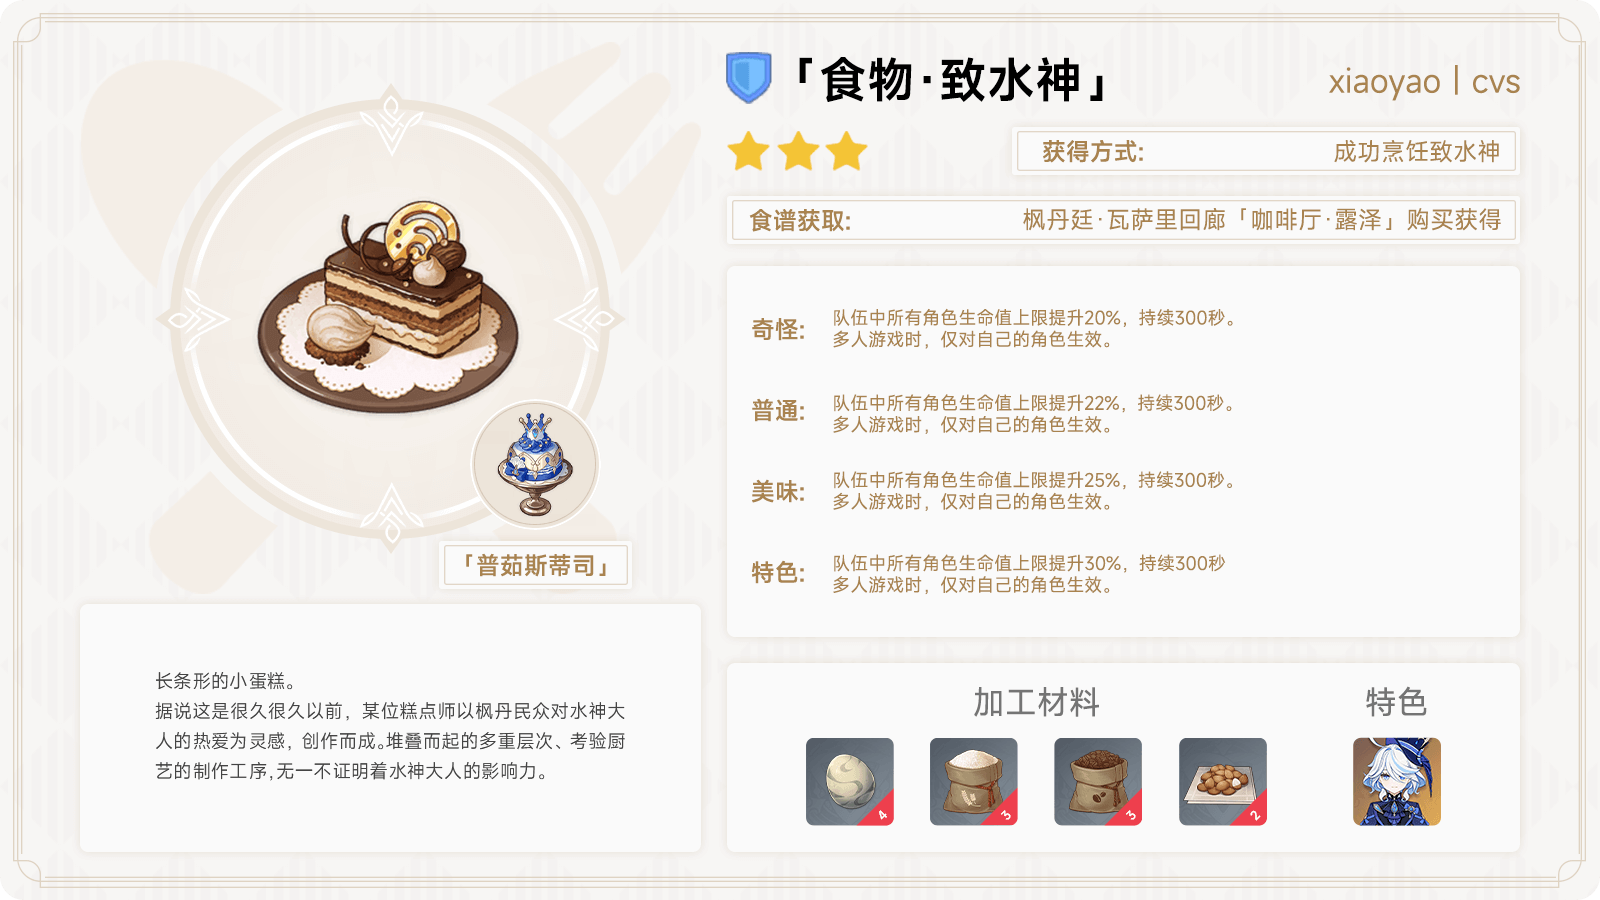 「食物·致水神」
xiaoyao | cvs
获得方式:
成功烹饪致水神
食谱获取:
枫丹廷·瓦萨里回廊「咖啡厅·露泽」购买获得
奇怪:
队伍中所有角色生命值上限提升20%，持续300秒。
多人游戏时，仅对自己的角色生效。
普通:
队伍中所有角色生命值上限提升22%，持续300秒。
多人游戏时，仅对自己的角色生效。
美味:
队伍中所有角色生命值上限提升25%，持续300秒。
多人游戏时，仅对自己的角色生效。
特色:
队伍中所有角色生命值上限提升30%，持续300秒
多人游戏时，仅对自己的角色生效。
「普茹斯蒂司」
长条形的小蛋糕。
据说这是很久很久以前，某位糕点师以枫丹民众对水神大
人的热爱为灵感，创作而成。堆叠而起的多重层次、考验厨
艺的制作工序,无一不证明着水神大人的影响力。
加工材料
特色
4
3
3
2